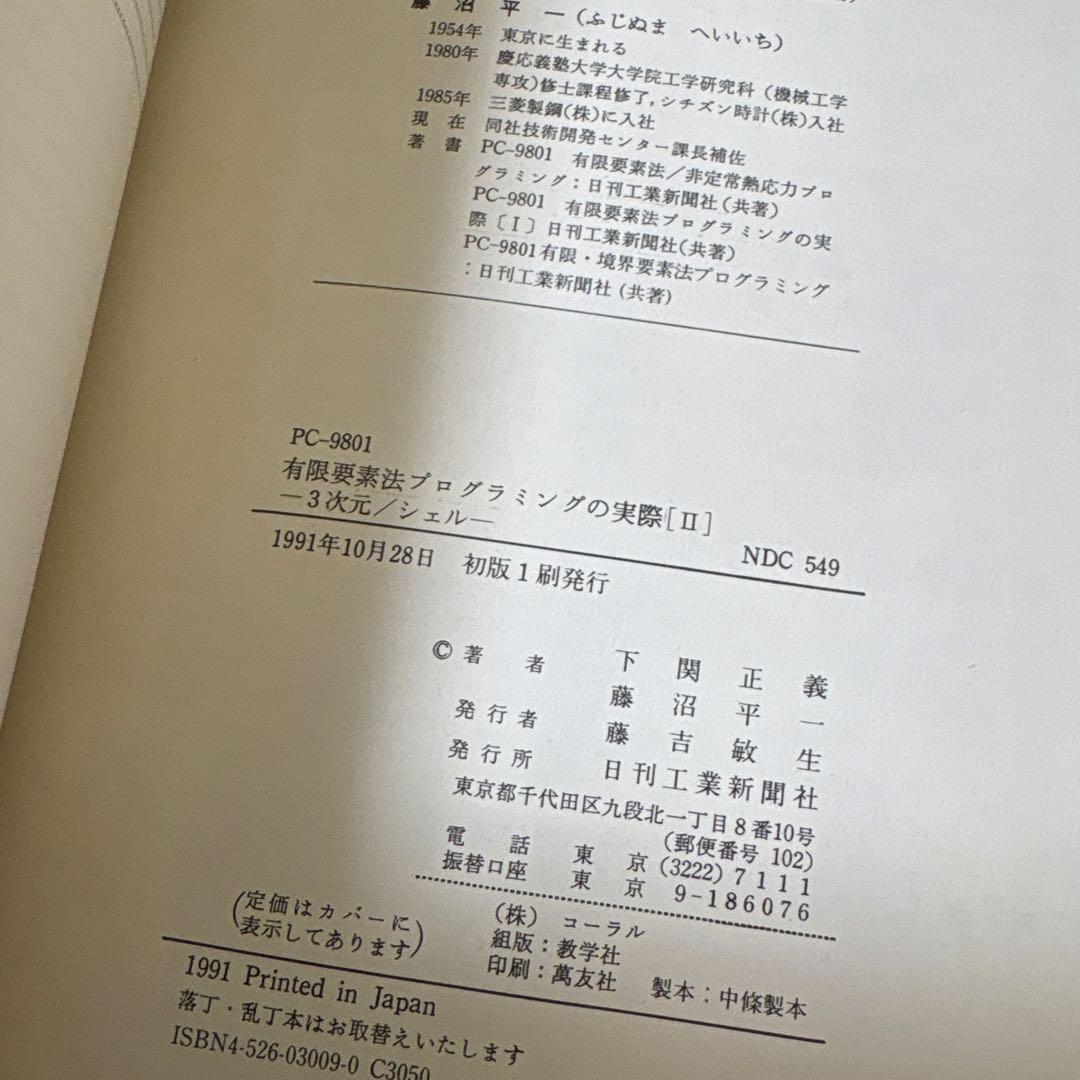 藤沼平一(ふじぬま へいいち)
1954年 東京に生まれる
1980年 慶応義塾大学大学院工学研究科(機械工学
専攻)修士課程修了,シチズン時計(株)入社
1985年 三菱製鋼(株)に入社
現在 同社技術開発センター課長補佐
著書 PC-9801 有限要素法/非定常熱応力プロ
グラミング:日刊工業新聞社(共著)
PC-9801 有限要素法プログラミングの実
際〔I〕日刊工業新聞社(共著)
PC-9801有限・境界要素法プログラミング
:日刊工業新聞社(共著)
PC-9801
有限要素法プログラミングの実際[II]
—3次元/シェル—
NDC 549
1991年10月28日 初版1刷発行
©著者 下関正義
藤沼平一
発行者 藤吉敏生
発行所 日刊工業新聞社
東京都千代田区九段北一丁目8番10号
(郵便番号 102)
電話 東京 (3222)7111
振替口座 東京 9-186076
(定価はカバーに
表示してあります)
(株) コーラル
組版:教学社
印刷:萬友社 製本:中條製本
1991 Printed in Japan
落丁・乱丁本はお取替えいたします
ISBN4-526-03009-0 C3050